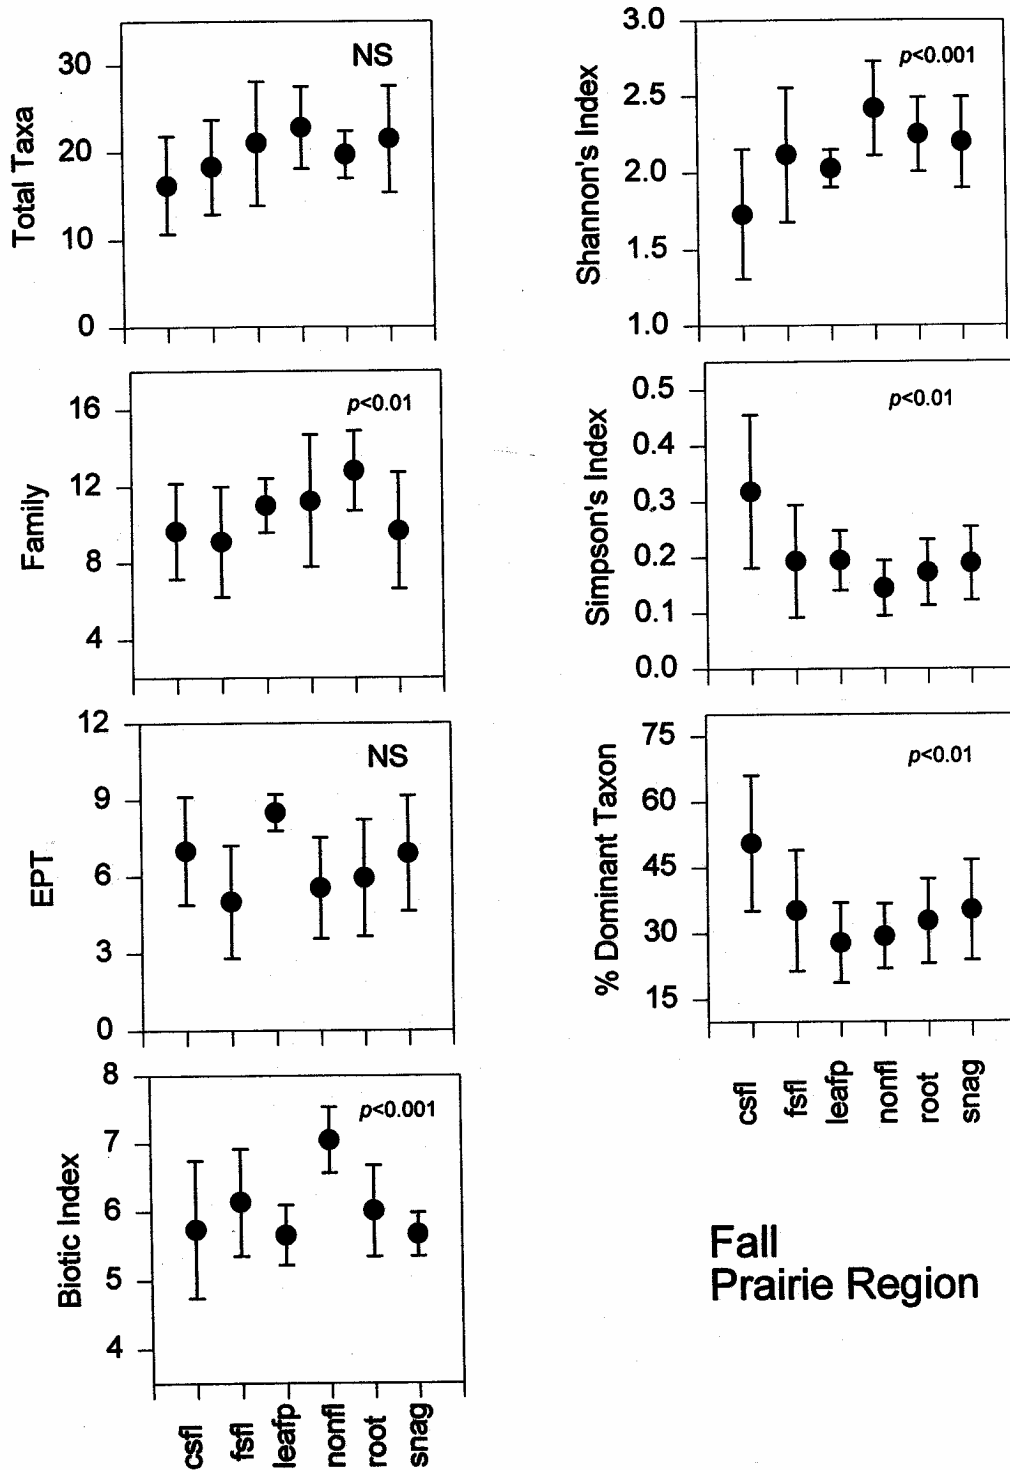 Total Taxa
30
20
10
0
NS
Family
16
12
8
4
p<0.01
EPT
12
9
6
3
0
NS
Biotic Index
8
7
6
5
4
p<0.001
csfl
fsfl
leafp
nonfl
root
snag
Shannon's Index
3.0
2.5
2.0
1.5
1.0
p<0.001
Simpson's Index
0.5
0.4
0.3
0.2
0.1
0.0
p<0.01
% Dominant Taxon
75
60
45
30
15
p<0.01
csfl
fsfl
leafp
nonfl
root
snag
Fall
Prairie Region